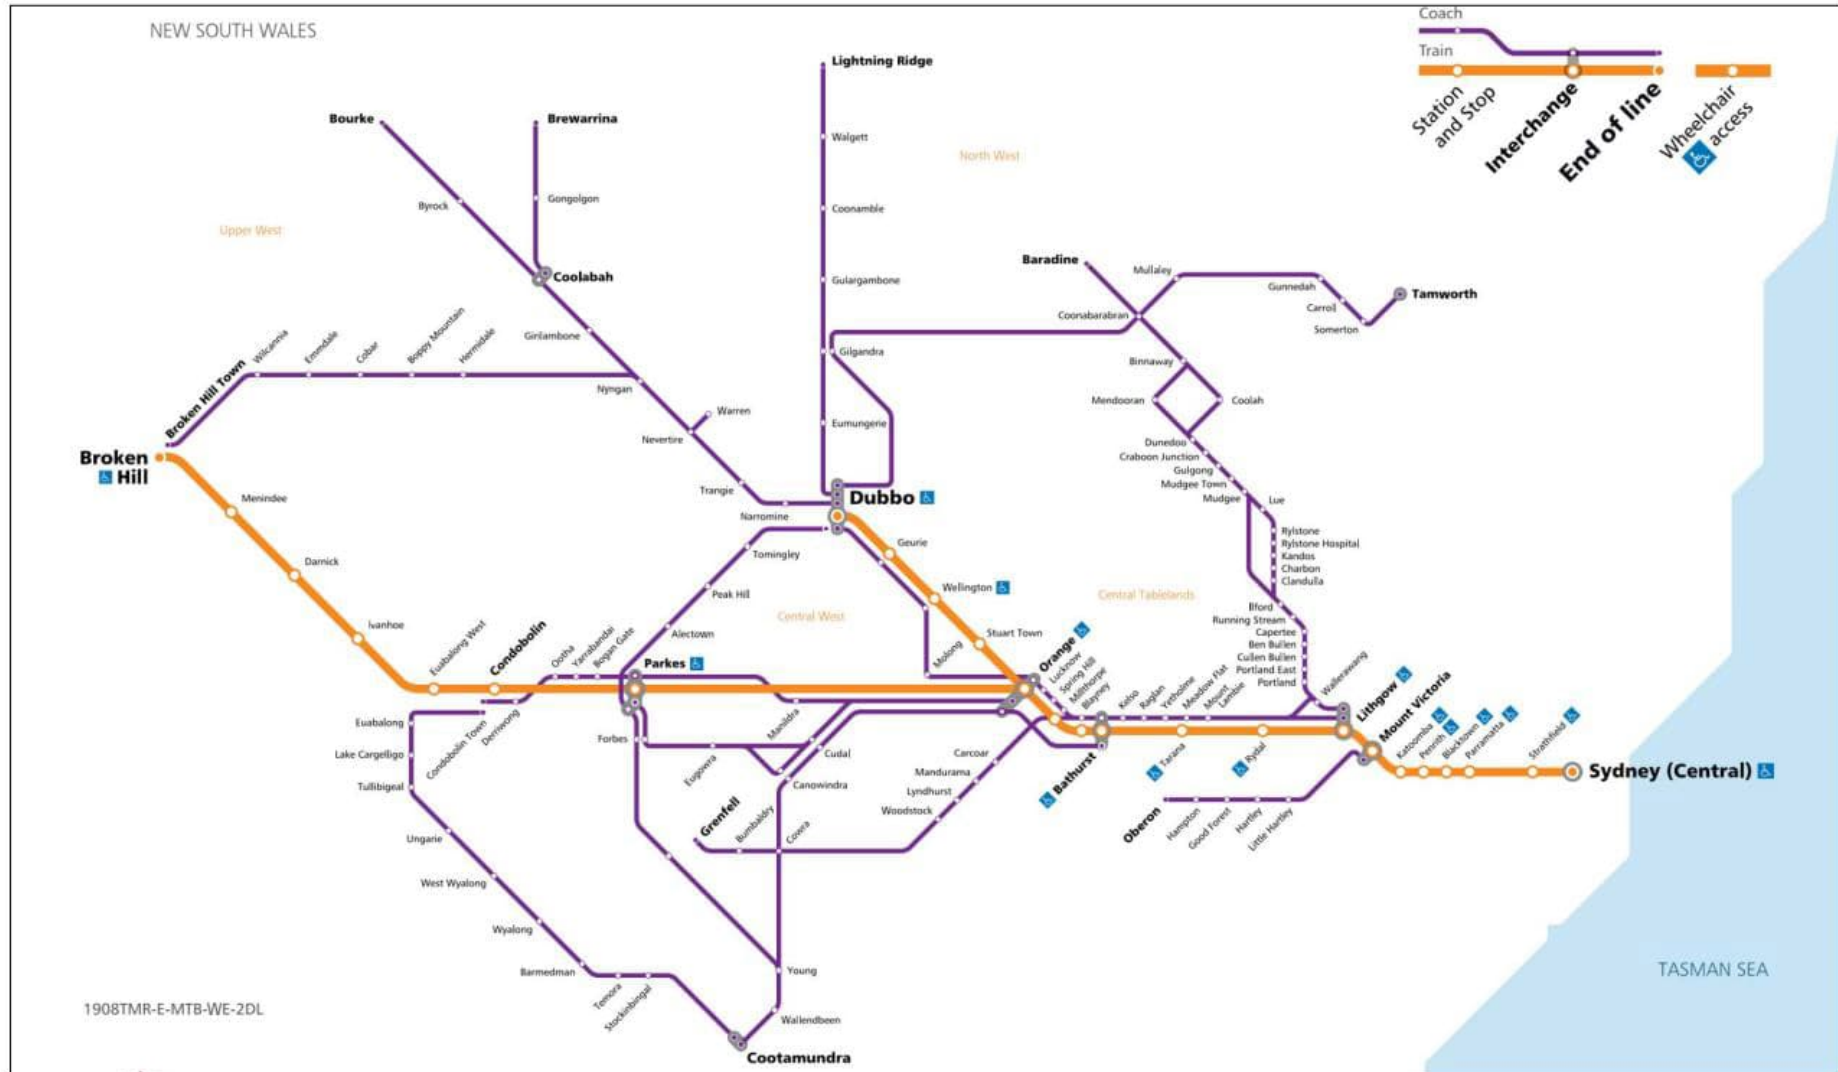 NEW SOUTH WALES
Coach
Train
Station
and Stop
Interchange
End of line
Wheelchair
access
Lightning Ridge
Bourke
Brewarrina
Walgett
North West
Byrock
Gongolgon
Coonamble
Upper West
Coolabah
Gulargambone
Baradine
Mullaley
Gunnedah
Carroll
Somerton
Tamworth
Coonabarabran
Girilambone
Gilgandra
Wilcannia
Emmdale
Cobar
Boppy Mountain
Hermidale
Broken Hill Town
Nyngan
Binnaway
Mendooran
Coolah
Warren
Nevertire
Eumungerie
Dunedoo
Craboon Junction
Gulgong
Mudgee Town
Mudgee
Lue
Broken
Hill
Menindee
Trangie
Dubbo
Narromine
Rylstone
Rylstone Hospital
Kandos
Charbon
Clandulla
Geurie
Tomingley
Darnick
Wellington
Peak Hill
Central West
Central Tablelands
Ilford
Running Stream
Capertee
Ben Bullen
Cullen Bullen
Portland East
Portland
Ivanhoe
Euabalong West
Condobolin
Ootha
Yarrabandai
Bogan Gate
Alectown
Parkes
Stuart Town
Molong
Orange
Lucknow
Spring Hill
Millthorpe
Blayney
Kelso
Raglan
Yetholme
Meadow Flat
Mount
Lambie
Wallerawang
Lithgow
Mount Victoria
Katoomba
Penrith
Blacktown
Parramatta
Strathfield
Sydney (Central)
Euabalong
Lake Cargelligo
Tullibigeal
Condobolin Town
Derriwong
Forbes
Eugowra
Manildra
Cudal
Canowindra
Carcoar
Mandurama
Lyndhurst
Woodstock
Bathurst
Tarana
Rydal
Oberon
Hampton
Good Forest
Hartley
Little Hartley
Grenfell
Bumbaldry
Cowra
Ungarie
West Wyalong
Wyalong
Barmedman
Temora
Stockinbingal
Young
Wallendbeen
Cootamundra
TASMAN SEA
1908TMR-E-MTB-WE-2DL